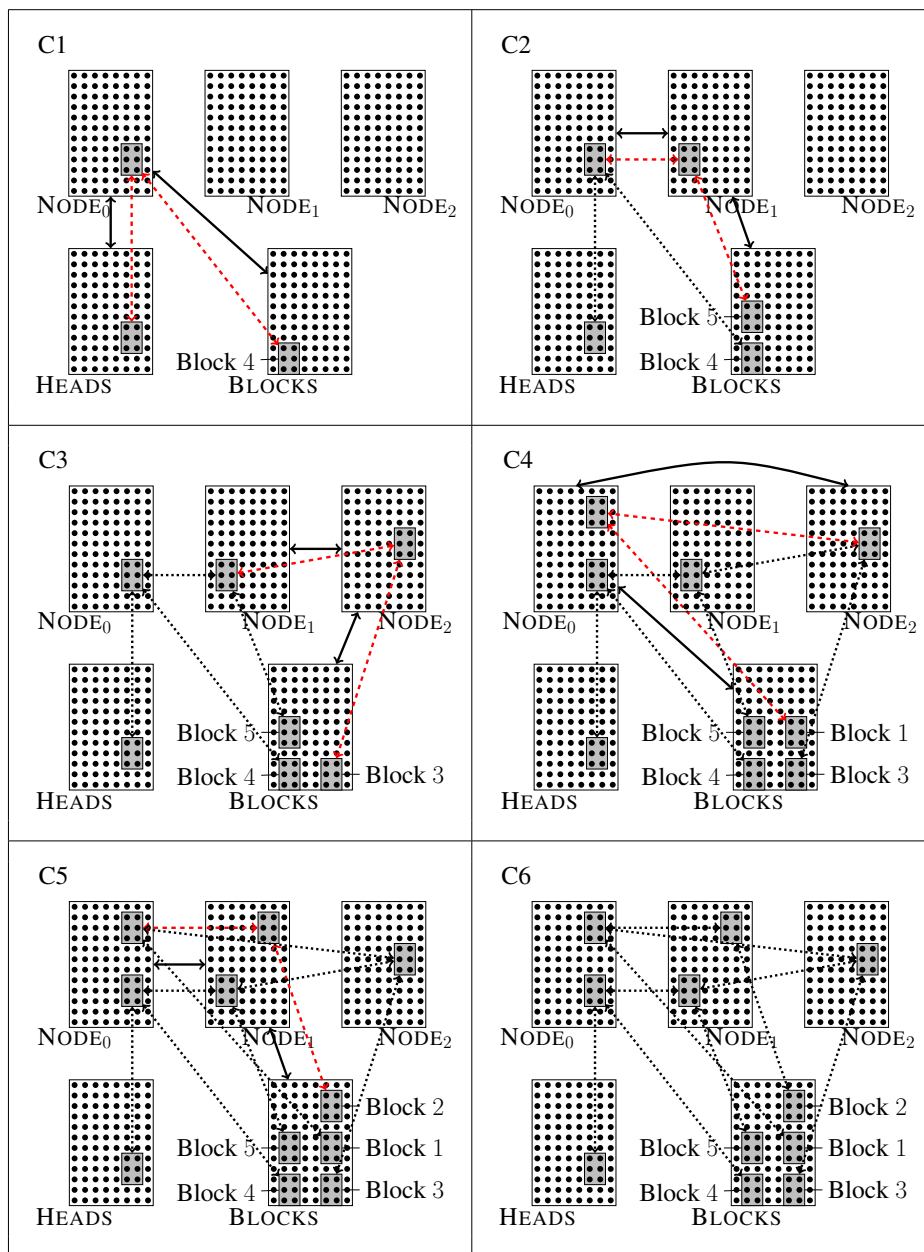 C1
NODE₀
NODE₁
NODE₂
Block 4
HEADS
BLOCKS
C2
NODE₀
NODE₁
NODE₂
Block 5
Block 4
HEADS
BLOCKS
C3
NODE₀
NODE₁
NODE₂
Block 5
Block 4
Block 3
HEADS
BLOCKS
C4
NODE₀
NODE₁
NODE₂
Block 5
Block 1
Block 4
Block 3
HEADS
BLOCKS
C5
NODE₀
NODE₁
NODE₂
Block 2
Block 5
Block 1
Block 4
Block 3
HEADS
BLOCKS
C6
NODE₀
NODE₁
NODE₂
Block 2
Block 5
Block 1
Block 4
Block 3
HEADS
BLOCKS